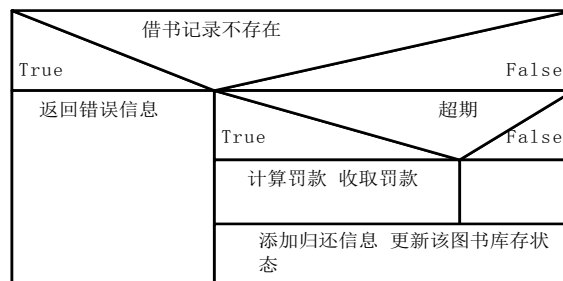 借书记录不存在
True
False
返回错误信息
超期
True
False
计算罚款 收取罚款
添加归还信息 更新该图书库存状
态